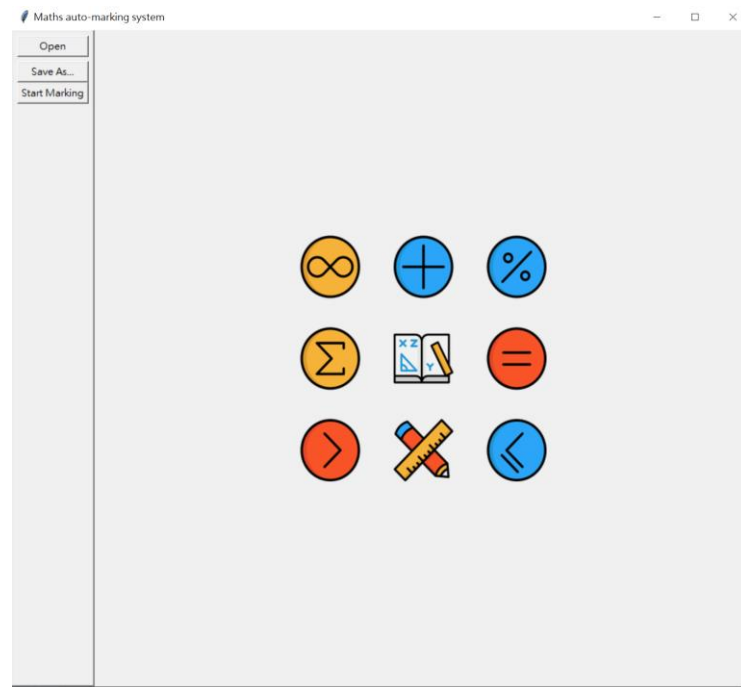 Maths auto-marking system
Open
Save As...
Start Marking
∞ + %
Σ X Z Y =
> ⩽